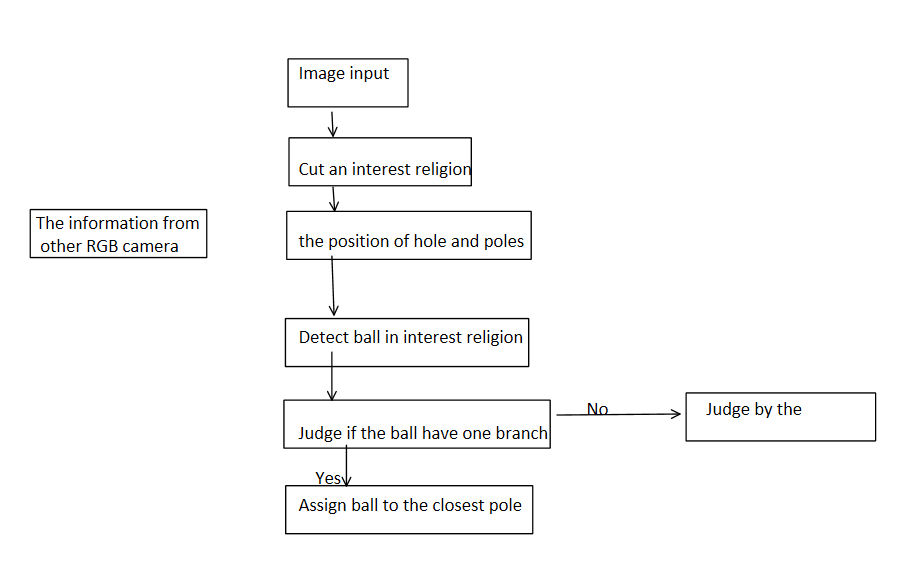 Image input
Cut an interest religion
The information from
other RGB camera
the position of hole and poles
Detect ball in interest religion
Judge if the ball have one branch
No
Judge by the
Yes
Assign ball to the closest pole